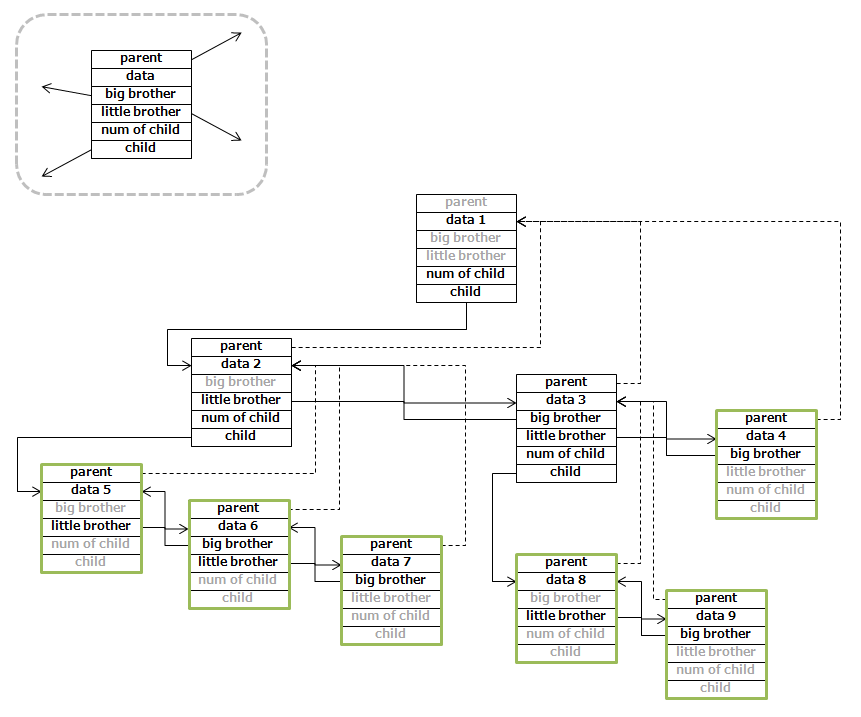 parent
data
big brother
little brother
num of child
child
parent
data 1
big brother
little brother
num of child
child
parent
data 2
big brother
little brother
num of child
child
parent
data 3
big brother
little brother
num of child
child
parent
data 4
big brother
little brother
num of child
child
parent
data 5
big brother
little brother
num of child
child
parent
data 6
big brother
little brother
num of child
child
parent
data 7
big brother
little brother
num of child
child
parent
data 8
big brother
little brother
num of child
child
parent
data 9
big brother
little brother
num of child
child